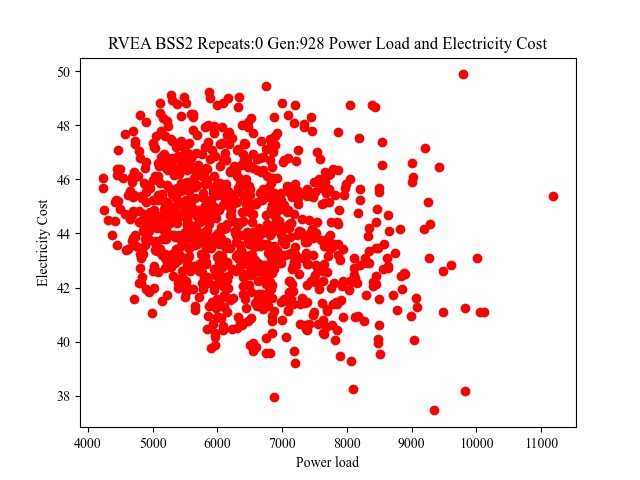 RVEA BSS2 Repeats:0 Gen:928 Power Load and Electricity Cost
50
48
46
44
42
40
38
Electricity Cost
4000 5000 6000 7000 8000 9000 10000 11000
Power load